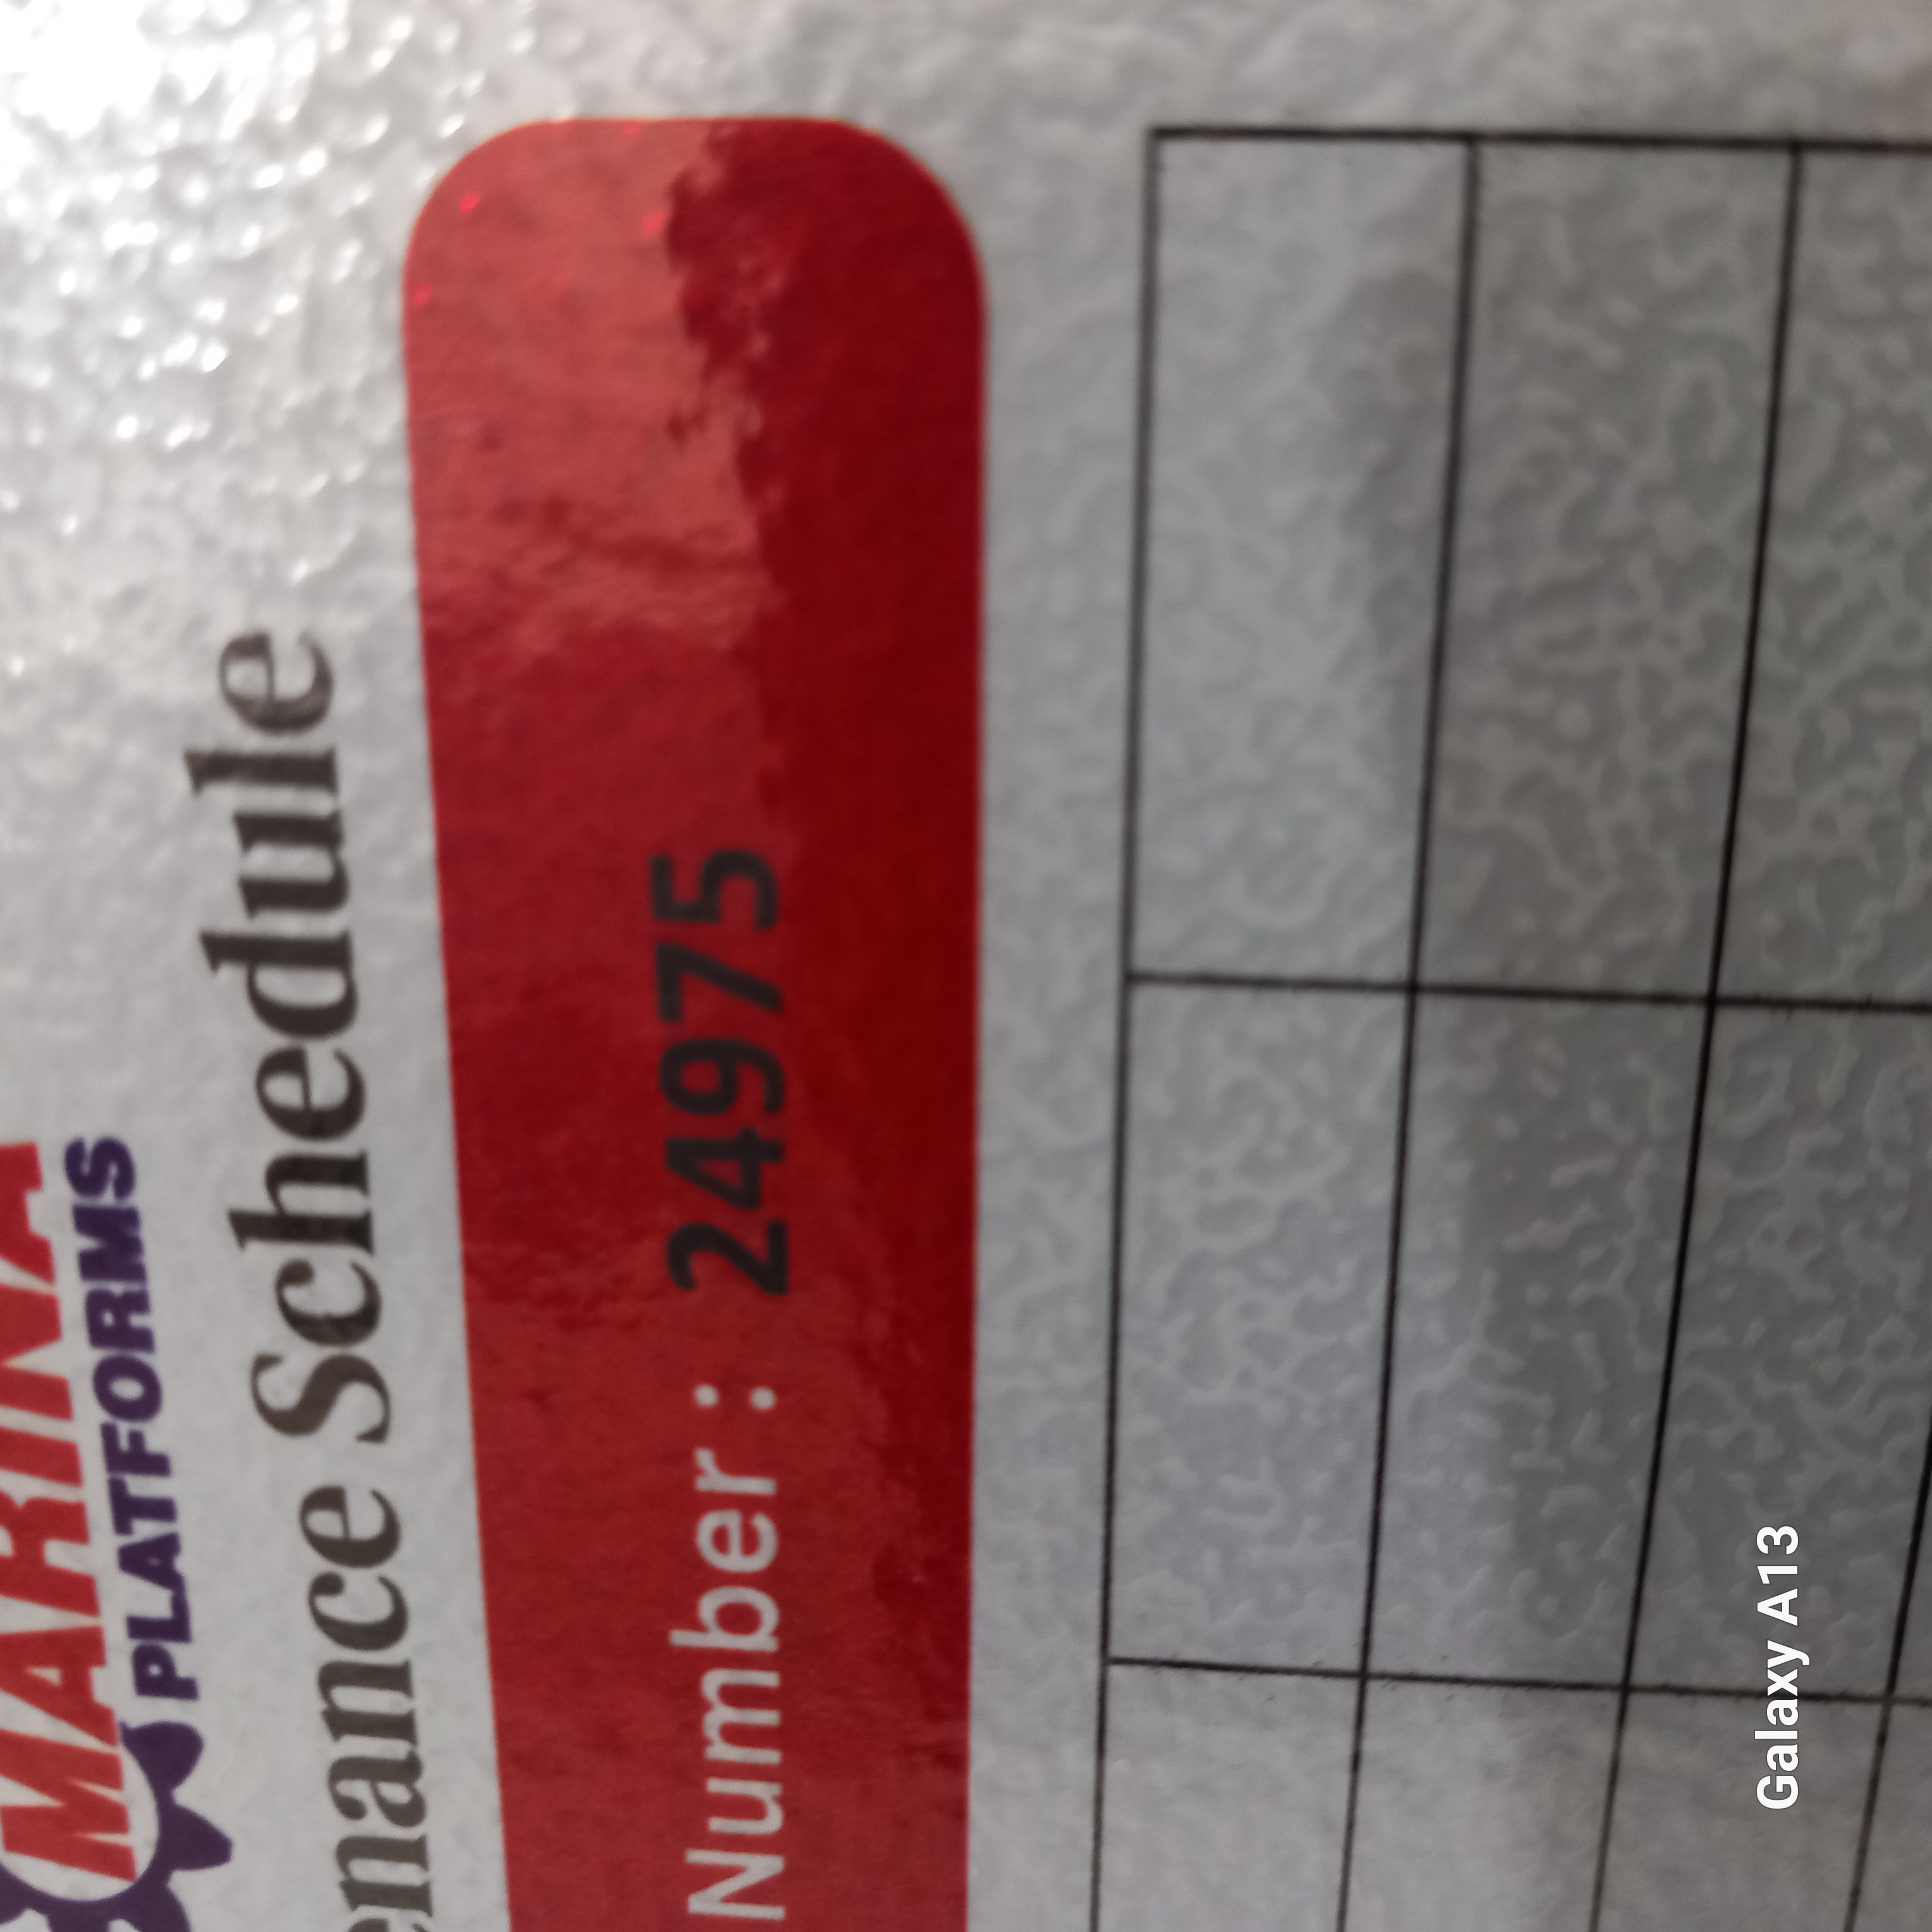 MARINA
PLATFORMS
enance Schedule
Number : 24975
Galaxy A13